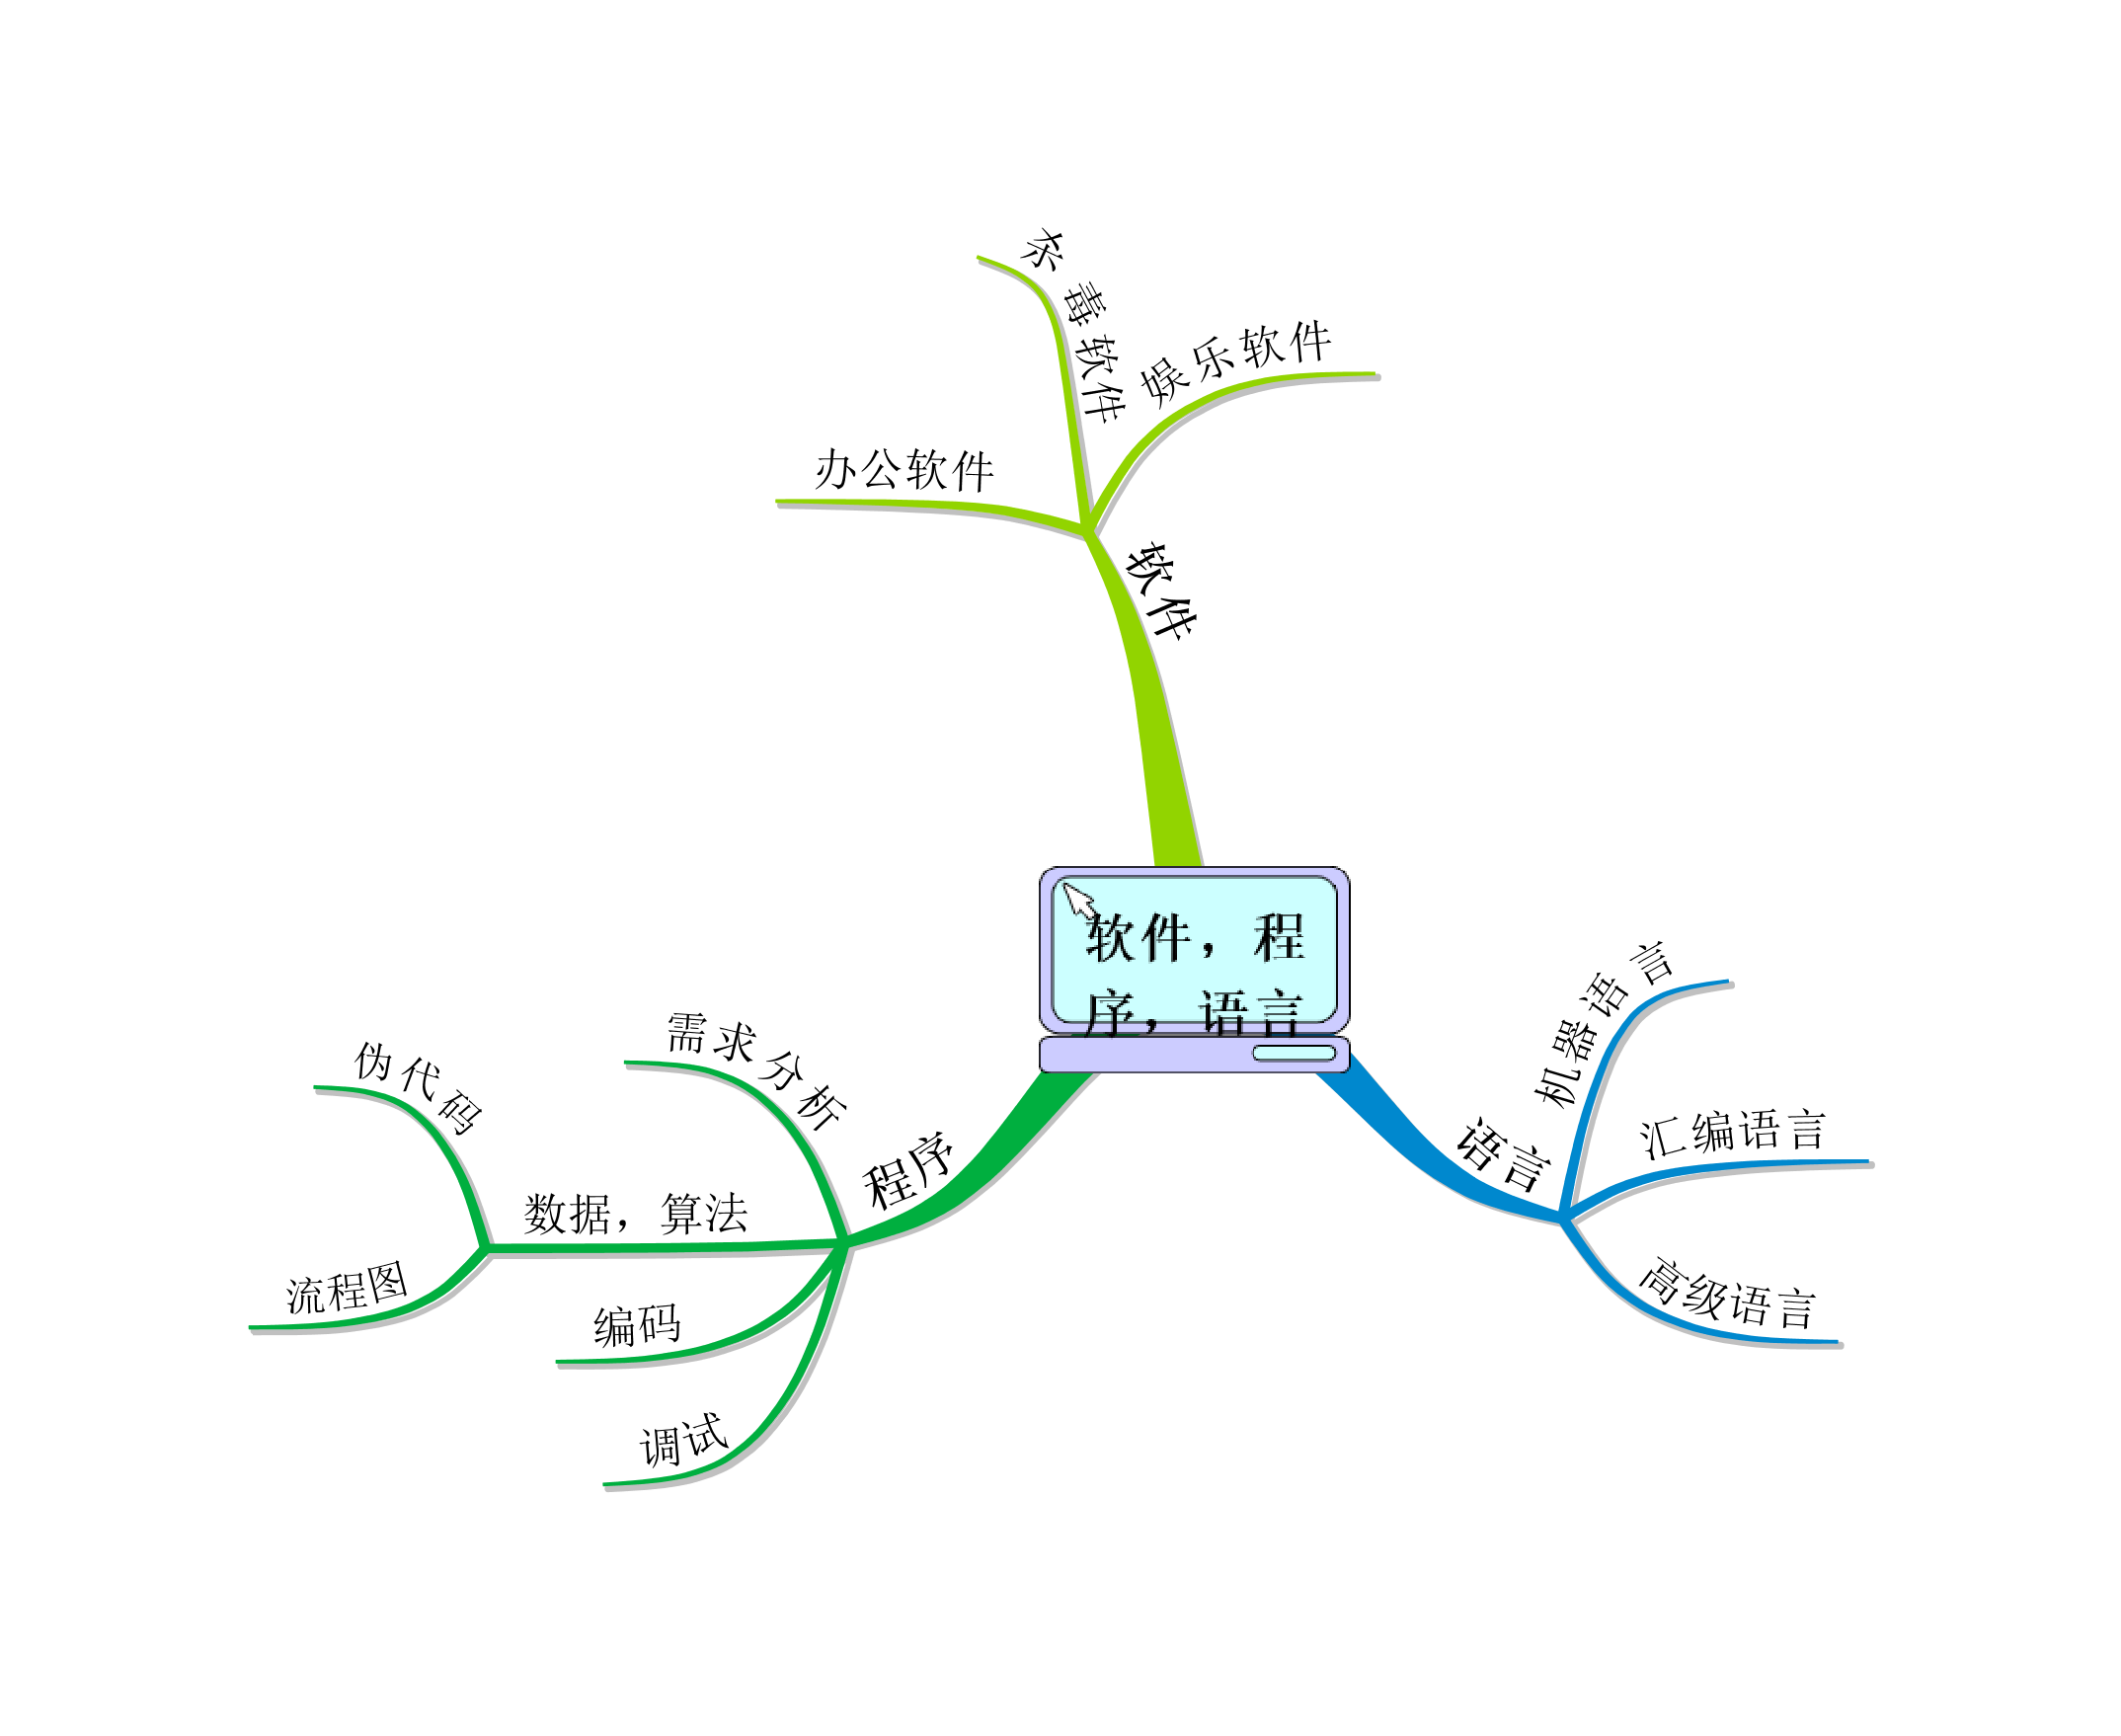 杀毒软件
娱乐软件
办公软件
软件
软件，程
序，语言
机器语言
语言
汇编语言
高级语言
需求分析
伪代码
程序
数据，算法
流程图
编码
调试